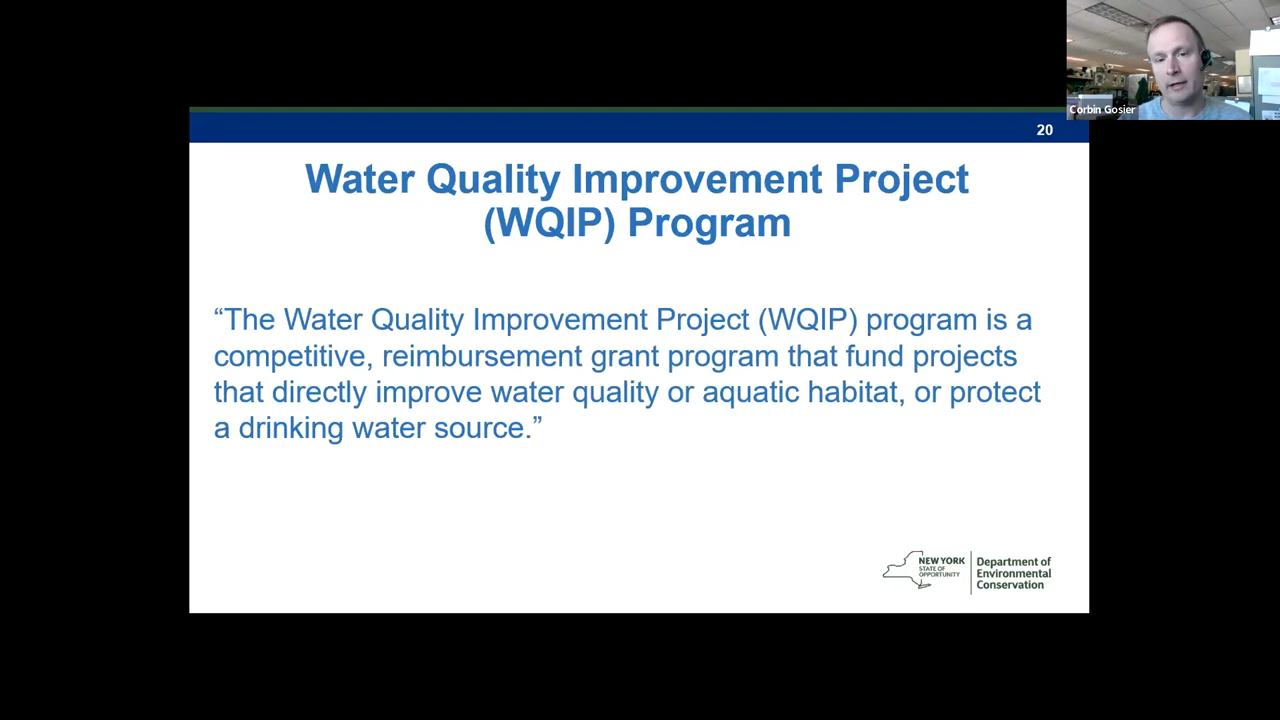 Corbin Gosier
20
Water Quality Improvement Project
(WQIP) Program
“The Water Quality Improvement Project (WQIP) program is a
competitive, reimbursement grant program that fund projects
that directly improve water quality or aquatic habitat, or protect
a drinking water source.”
NEW YORK
STATE OF
OPPORTUNITY
Department of
Environmental
Conservation